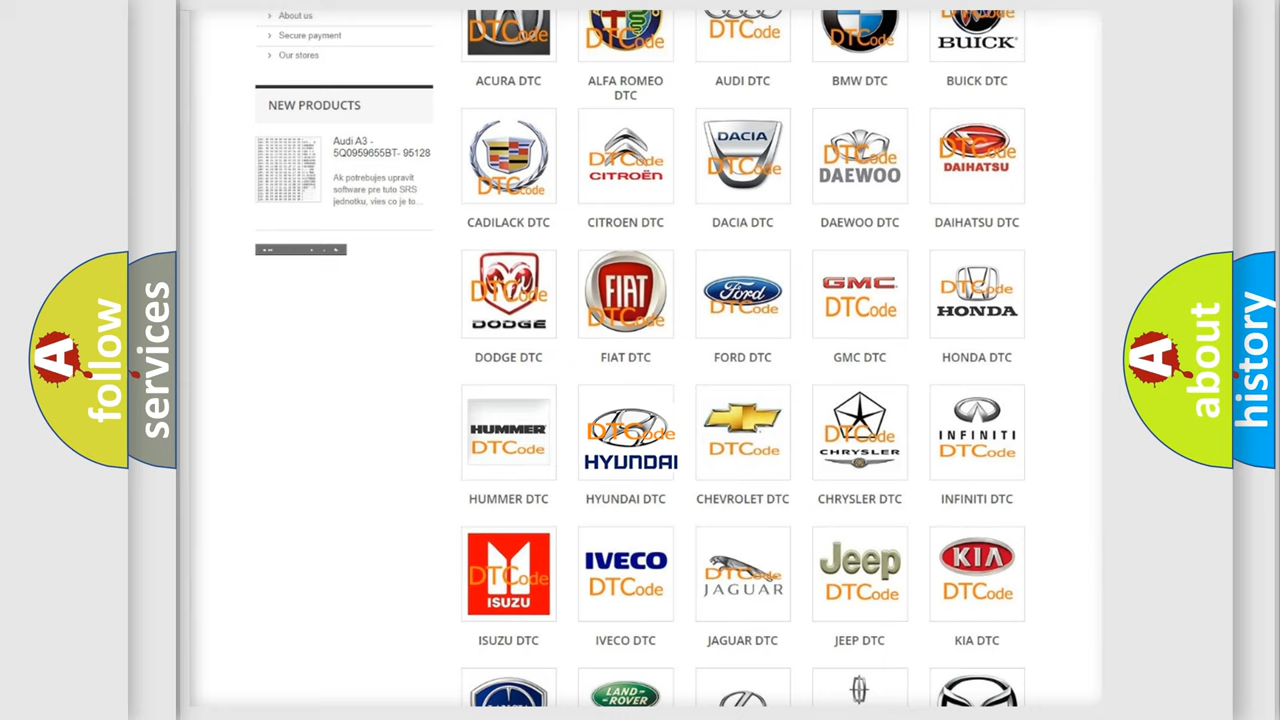 About us
Secure payment
Our stores
NEW PRODUCTS
Audi A3 -
5Q0959655BT- 95128
Ak potrebujes upravit
software pre tuto SRS
jednotku, vies co je to...
DTCode DTCode DTCode DTCode BUICK
ACURA DTC ALFA ROMEO DTC AUDI DTC BMW DTC BUICK DTC
DTCode DTCode CITROËN DACIA DTCode DTCode DAEWOO DTCode DAIHATSU
CADILACK DTC CITROEN DTC DACIA DTC DAEWOO DTC DAIHATSU DTC
DTCode DODGE FIAT DTCode Ford DTCode GMC DTCode DTCode HONDA
DODGE DTC FIAT DTC FORD DTC GMC DTC HONDA DTC
HUMMER DTCode DTCode HYUNDAI DTCode DTCode CHRYSLER INFINITI DTCode
HUMMER DTC HYUNDAI DTC CHEVROLET DTC CHRYSLER DTC INFINITI DTC
DTCode ISUZU IVECO DTCode DTCode JAGUAR Jeep DTCode KIA DTCode
ISUZU DTC IVECO DTC JAGUAR DTC JEEP DTC KIA DTC
LAND-
ROVER
A follow
services
A about
history